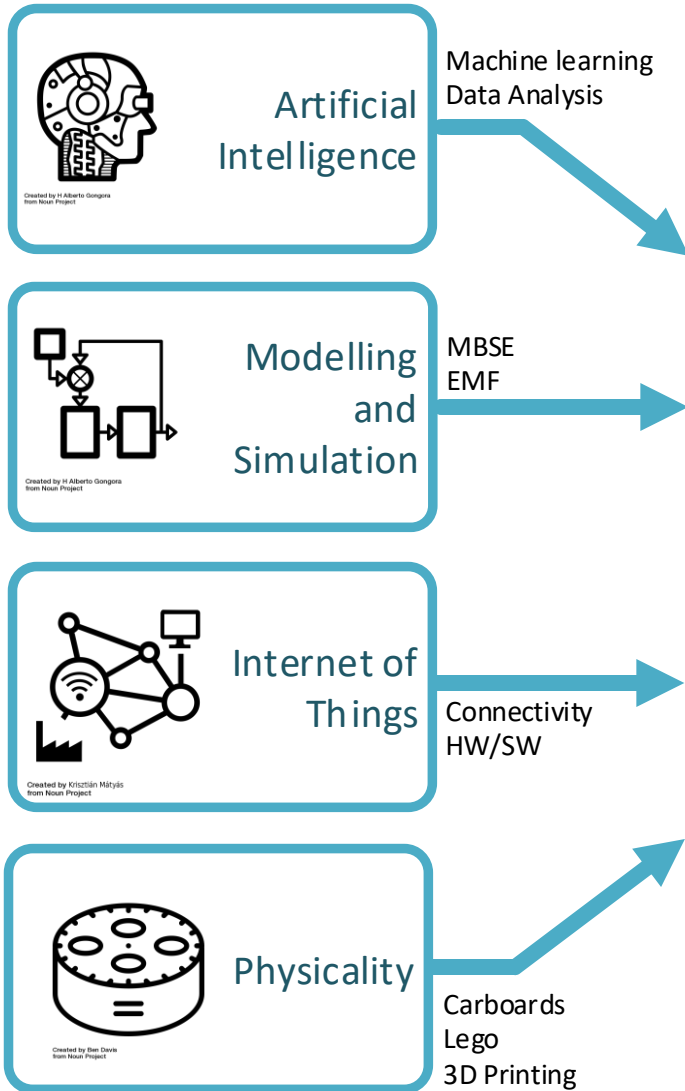 Artificial
Intelligence
Created by H Alberto Gongora
from Noun Project
Machine learning
Data Analysis
Modelling
and
Simulation
Created by H Alberto Gongora
from Noun Project
MBSE
EMF
Internet of
Things
Created by Krisztián Mátyás
from Noun Project
Connectivity
HW/SW
Physicality
Created by Ben Davis
from Noun Project
Carboards
Lego
3D Printing